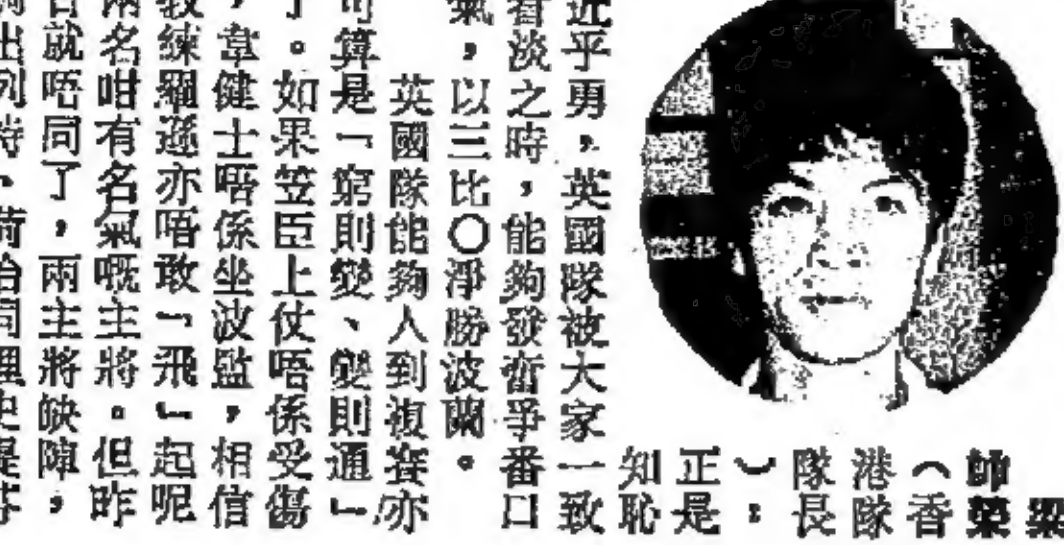 梁
帥榮
（香
港隊
隊長
）：
正是
知恥
近乎勇，英國隊被大家一致
看淡之時，能夠發奮爭番口
氣，以三比〇淨勝波蘭。
英國隊能夠入到複賽亦
可算是「窮則變、變則通」
了。如果笠臣上仗唔係受傷
，韋健士唔係坐波監，相信
教練羅遜亦唔敢「飛」起呢
兩名咁有名氣嘅主將。但昨
就唔同了，兩主將缺陣，